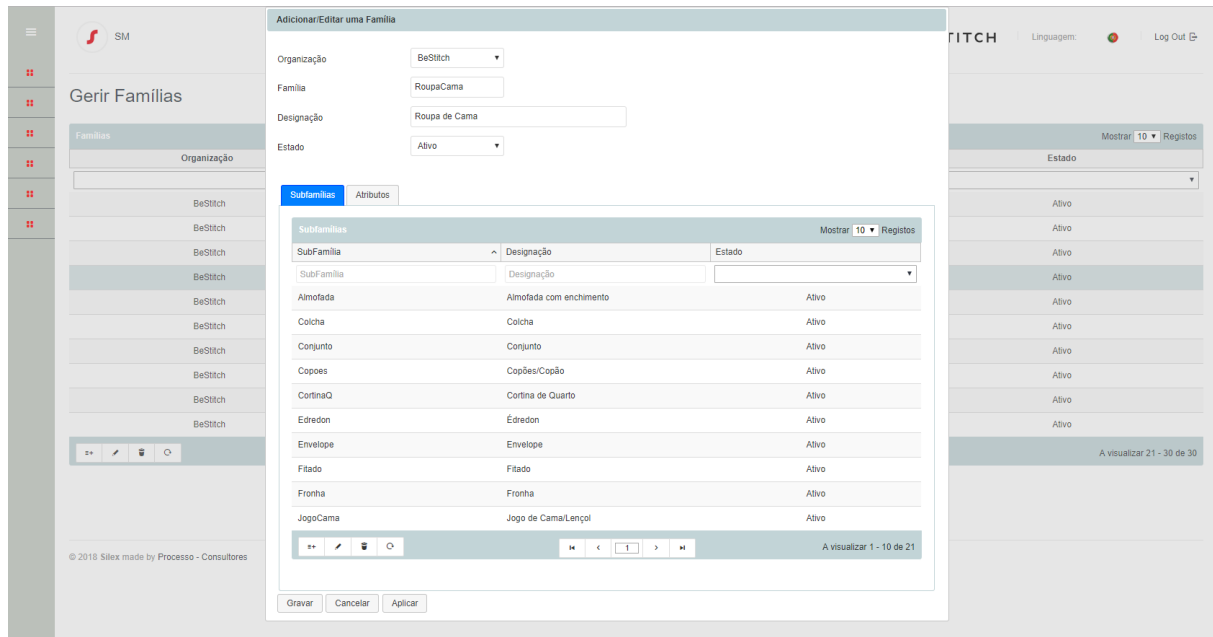 Adicionar/Editar uma Família
SM
TITCH
Linguagem:
Log Out
Organização
BeStitch
Gerir Famílias
Família
RoupaCama
Designação
Roupa de Cama
Estado
Ativo
Famílias
Mostrar 10 Registos
Organização
Estado
BeStitch
Ativo
BeStitch
Ativo
BeStitch
Ativo
BeStitch
Ativo
BeStitch
Ativo
BeStitch
Ativo
BeStitch
Ativo
BeStitch
Ativo
BeStitch
Ativo
BeStitch
Ativo
A visualizar 21 - 30 de 30
Subfamílias
Atributos
Subfamílias
Mostrar 10 Registos
SubFamília
Designação
Estado
SubFamília
Designação
Almofada
Almofada com enchimento
Ativo
Colcha
Colcha
Ativo
Conjunto
Conjunto
Ativo
Copoes
Copões/Copão
Ativo
CortinaQ
Cortina de Quarto
Ativo
Edredon
Édredon
Ativo
Envelope
Envelope
Ativo
Fitado
Fitado
Ativo
Fronha
Fronha
Ativo
JogoCama
Jogo de Cama/Lençol
Ativo
1
A visualizar 1 - 10 de 21
© 2018 Silex made by Processo - Consultores
Gravar
Cancelar
Aplicar